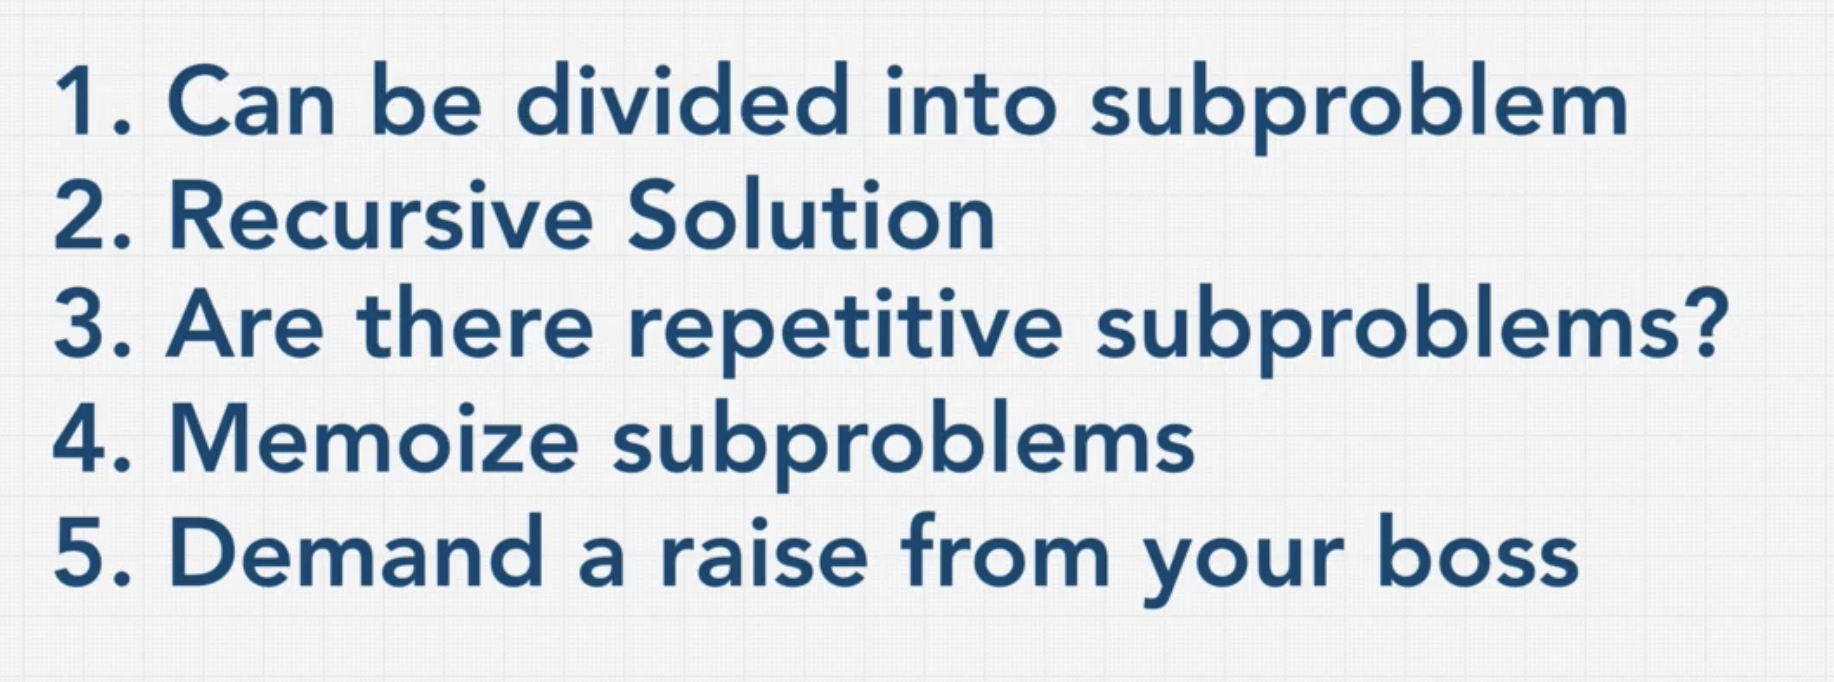 1. Can be divided into subproblem
2. Recursive Solution
3. Are there repetitive subproblems?
4. Memoize subproblems
5. Demand a raise from your boss